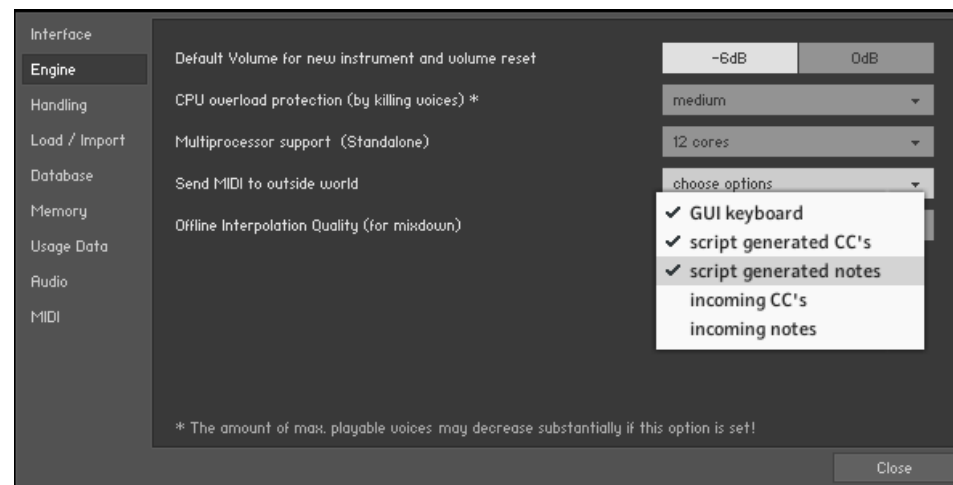 Interface
Engine
Handling
Load / Import
Database
Memory
Usage Data
Audio
MIDI
Default Volume for new instrument and volume reset
-6dB
0dB
CPU overload protection (by killing voices) *
medium
Multiprocessor support (Standalone)
12 cores
Send MIDI to outside world
choose options
✓ GUI keyboard
✓ script generated CC's
✓ script generated notes
incoming CC's
incoming notes
Offline Interpolation Quality (for mixdown)
* The amount of max. playable voices may decrease substantially if this option is set!
Close